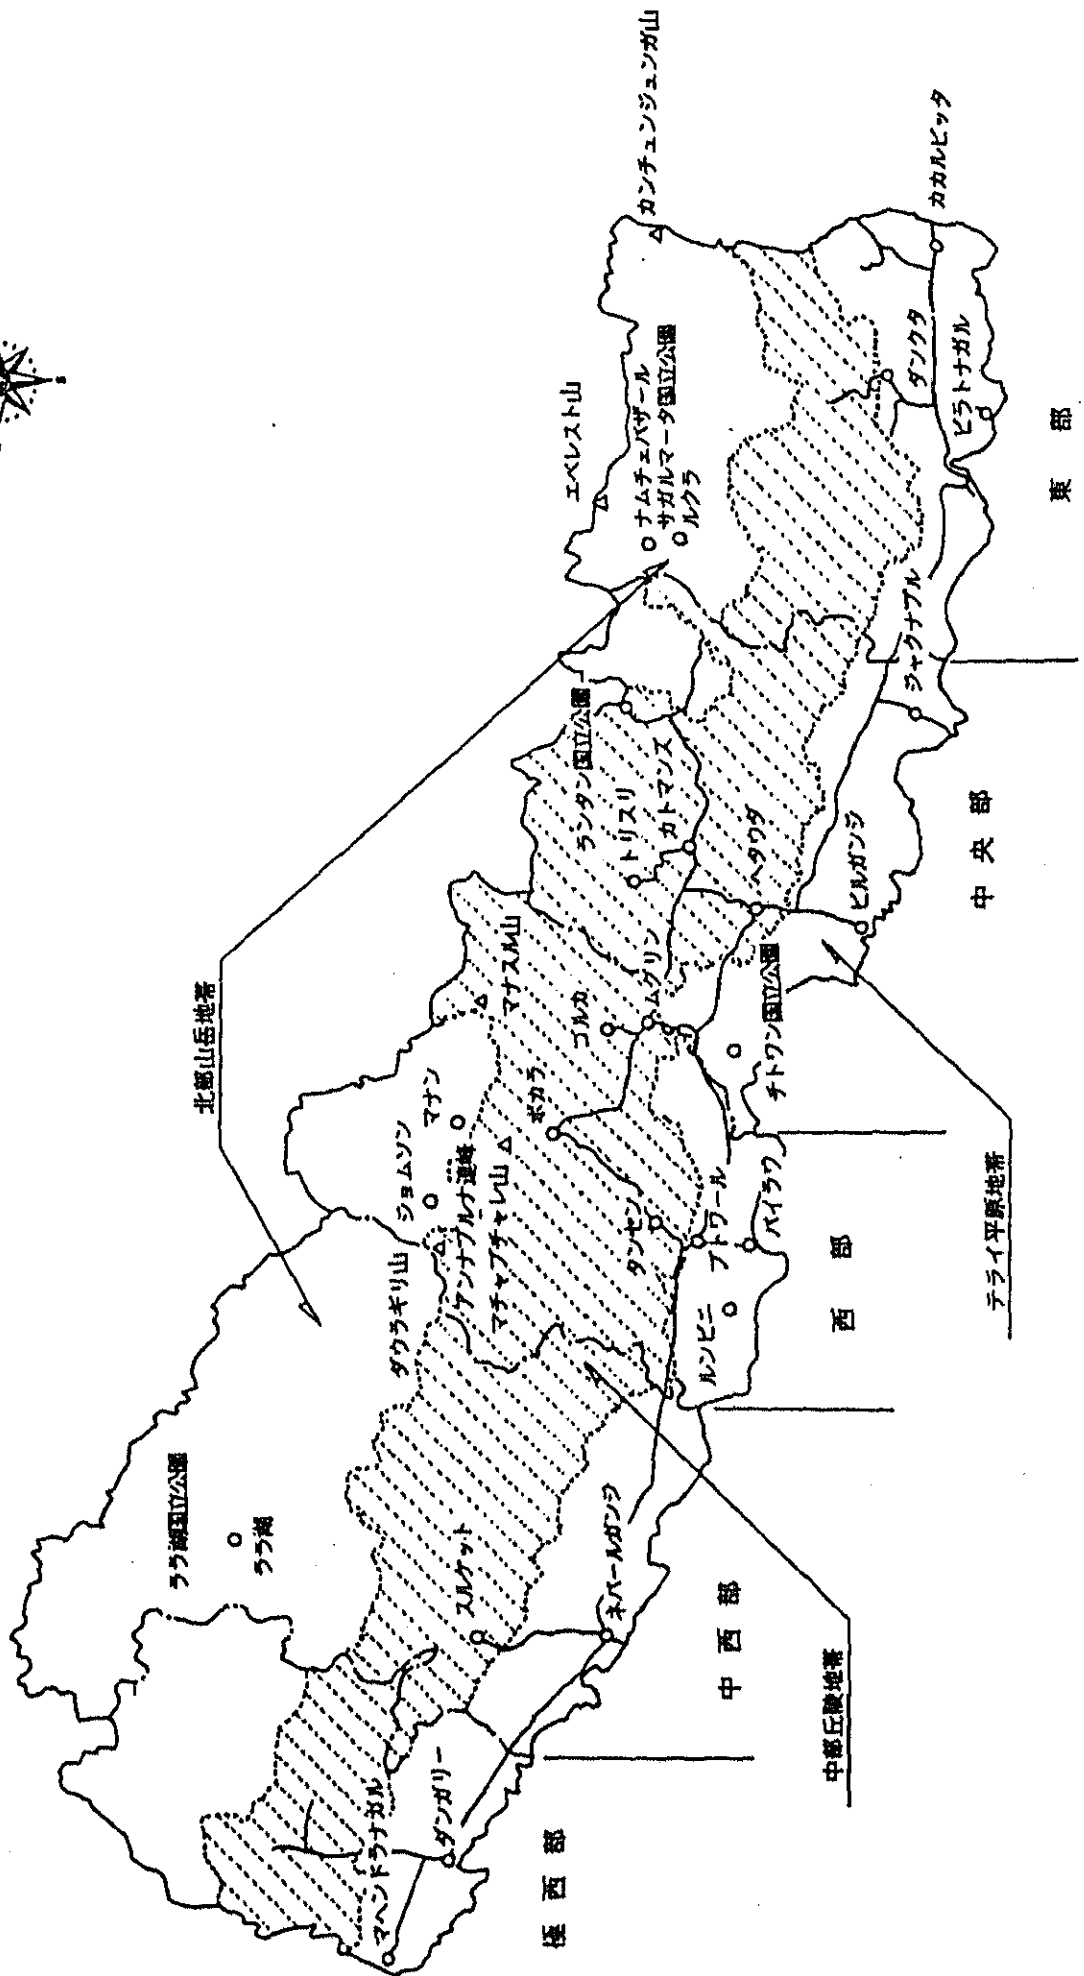 北部山岳地帯
ララ湖国立公園
ララ湖
ダウラギリ山
ジョムソン
マナン
アンナプルナ連峰
マチャプチャレ山
マナスル山
ポカラ
ゴルカ
ムグリン
ランタン国立公園
トリスリ
カトマンズ
ヘタウダ
エベレスト山
ナムチェバザール
サガルマータ国立公園
ルクラ
カンチェンジュンガ山
カカルビッタ
ダンクタ
ビラトナガル
ジャクナプル
ビルガンジ
チトワン国立公園
タンセン
ブトワール
バイラワ
ルンビニ
スルケット
ネパールガンジ
マヘンドラナガル
ダンガリー
極西部
中西部
西部
中央部
東部
中部丘陵地帯
テライ平原地帯